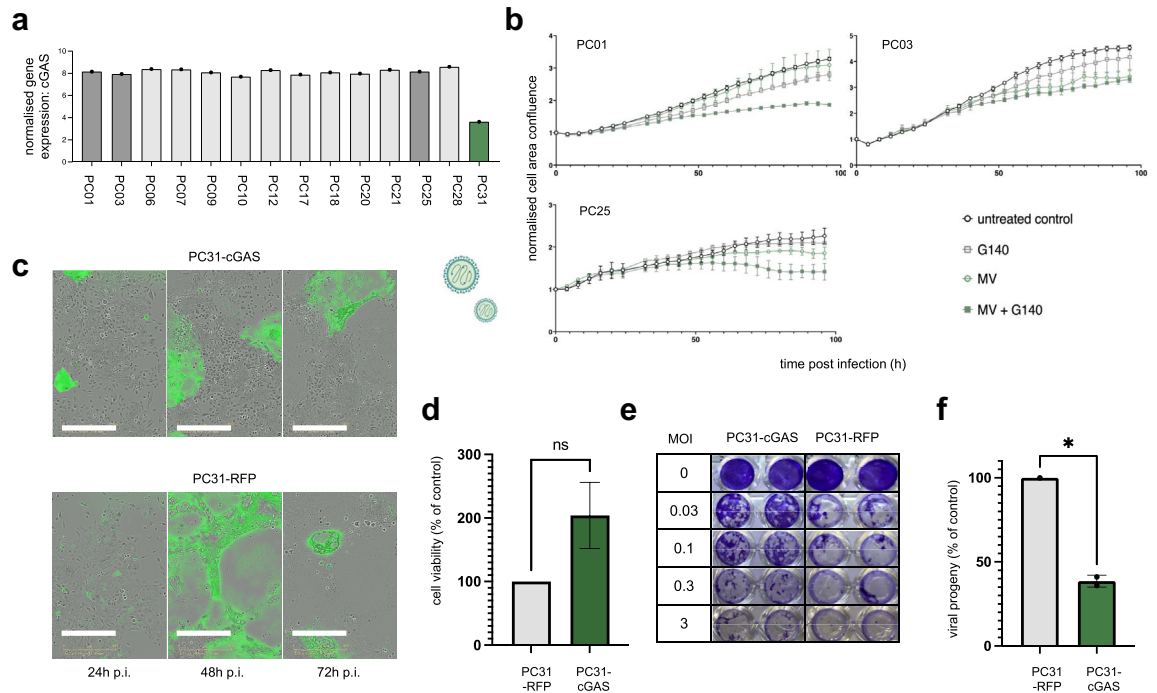 a
normalised gene
expression: cGAS
10
8
6
4
2
0
PC01
PC03
PC06
PC07
PC09
PC10
PC12
PC17
PC18
PC20
PC21
PC25
PC28
PC31
b
normalised cell area confluence
PC01
4
3
2
1
0
0
50
100
PC03
5
4
3
2
1
0
0
50
100
PC25
3
2
1
0
0
50
100
time post infection (h)
untreated control
G140
MV
MV + G140
c
PC31-cGAS
PC31-RFP
24h p.i.
48h p.i.
72h p.i.
d
cell viability (% of control)
300
200
100
0
ns
PC31
-RFP
PC31-
cGAS
e
MOI PC31-cGAS PC31-RFP
0
0.03
0.1
0.3
3
f
viral progeny (% of control)
100
50
0
*
PC31
-RFP
PC31-
cGAS